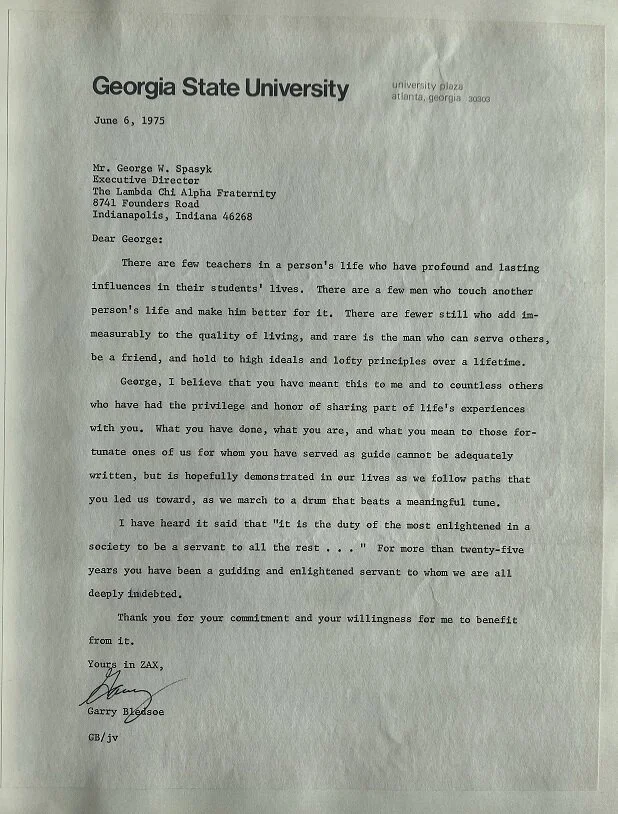 Georgia State University
university plaza
atlanta, georgia 30303
June 6, 1975
Mr. George W. Spasyk
Executive Director
The Lambda Chi Alpha Fraternity
8741 Founders Road
Indianapolis, Indiana 46268
Dear George:
There are few teachers in a person's life who have profound and lasting
influences in their students' lives. There are a few men who touch another
person's life and make him better for it. There are fewer still who add im-
measurably to the quality of living, and rare is the man who can serve others,
be a friend, and hold to high ideals and lofty principles over a lifetime.
George, I believe that you have meant this to me and to countless others
who have had the privilege and honor of sharing part of life's experiences
with you. What you have done, what you are, and what you mean to those for-
tunate ones of us for whom you have served as guide cannot be adequately
written, but is hopefully demonstrated in our lives as we follow paths that
you led us toward, as we march to a drum that beats a meaningful tune.
I have heard it said that "it is the duty of the most enlightened in a
society to be a servant to all the rest . . . " For more than twenty-five
years you have been a guiding and enlightened servant to whom we are all
deeply indebted.
Thank you for your commitment and your willingness for me to benefit
from it.
Yours in ZAX,
Garry
Garry Bledsoe
GB/jv